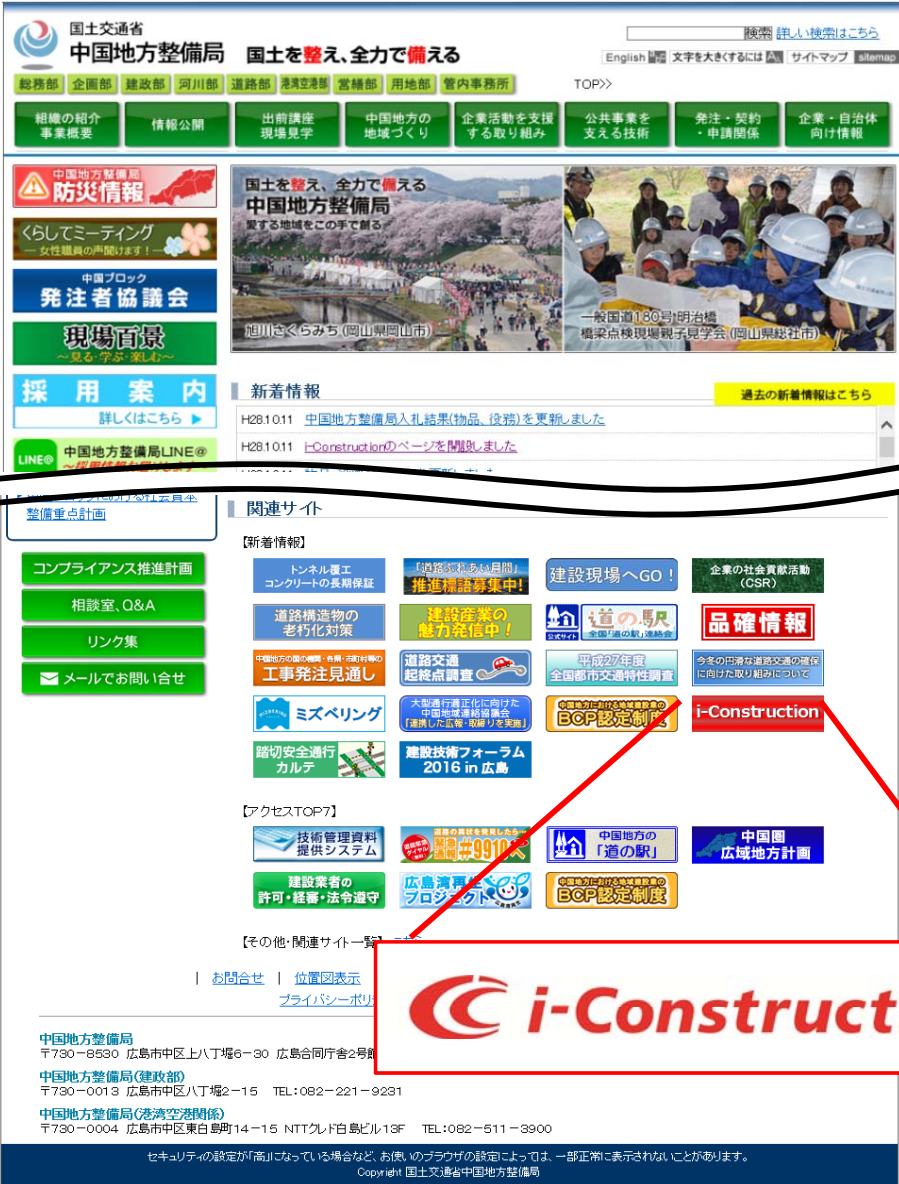 国土交通省
中国地方整備局 国土を整え、全力で備える
検索 詳しい検索はこちら
English 文字を大きくするには サイトマップ sitemap
総務部 企画部 建政部 河川部 道路部 港湾空港部 営繕部 用地部 管内事務所 TOP>>
組織の紹介
事業概要
情報公開
出前講座
現場見学
中国地方の
地域づくり
企業活動を支援
する取り組み
公共事業を
支える技術
発注・契約
・申請関係
企業・自治体
向け情報
中国地方整備局
防災情報
くらしてミーティング
― 女性職員の声聞けます！―
中国ブロック
発注者協議会
現場百景
～見る・学ぶ・楽しむ～
採用案内
詳しくはこちら ▶
LINE@ 中国地方整備局LINE@
国土を整え、全力で備える
中国地方整備局
愛する地域をこの手で創る
旭川さくらみち(岡山県岡山市)
一般国道180号明治橋
橋梁点検現場親子見学会(岡山県総社市)
新着情報
過去の新着情報はこちら
H28.10.11 中国地方整備局入札結果(物品、役務)を更新しました
H28.10.11 i-Constructionのページを開設しました
整備重点計画
コンプライアンス推進計画
相談室、Q&A
リンク集
メールでお問い合せ
関連サイト
【新着情報】
トンネル覆工
コンクリートの長期保証
「道路ふれあい月間」
推進標語募集中!
建設現場へGO！
企業の社会貢献活動
(CSR)
道路構造物の
老朽化対策
建設産業の
魅力発信中！
公式サイト 道の駅
全国「道の駅」連絡会
品確情報
中国地方の国の機関・各県・市町村等の
工事発注見通し
道路交通
起終点調査
平成27年度
全国都市交通特性調査
今冬の円滑な道路交通の確保
に向けた取り組みについて
ミズベリング
大型通行適正化に向けた
中国地域連絡協議会
「連携した広報・取締りを実施」
中国地方における地域建設業の
BCP認定制度
i-Construction
踏切安全通行
カルテ
建設技術フォーラム
2016 in 広島
【アクセスTOP7】
技術管理資料
提供システム
道路の異状を発見したら…
#9910
中国地方の
「道の駅」
中国圏
広域地方計画
建設業者の
許可・経審・法令遵守
広島湾再生
プロジェクト
中国地方における地域建設業の
BCP認定制度
【その他・関連サイト一覧】
| お問合せ | 位置図表示
プライバシーポリ
i-Construct
中国地方整備局
〒730-8530 広島市中区上八丁堀6-30 広島合同庁舎2号館
中国地方整備局(建政部)
〒730-0013 広島市中区八丁堀2-15 TEL:082-221-9231
中国地方整備局(港湾空港関係)
〒730-0004 広島市中区東白島町14-15 NTTクレド白島ビル13F TEL:082-511-3900
セキュリティの設定が「高」になっている場合など、お使いのブラウザの設定によっては、一部正常に表示されないことがあります。
Copyright 国土交通省中国地方整備局